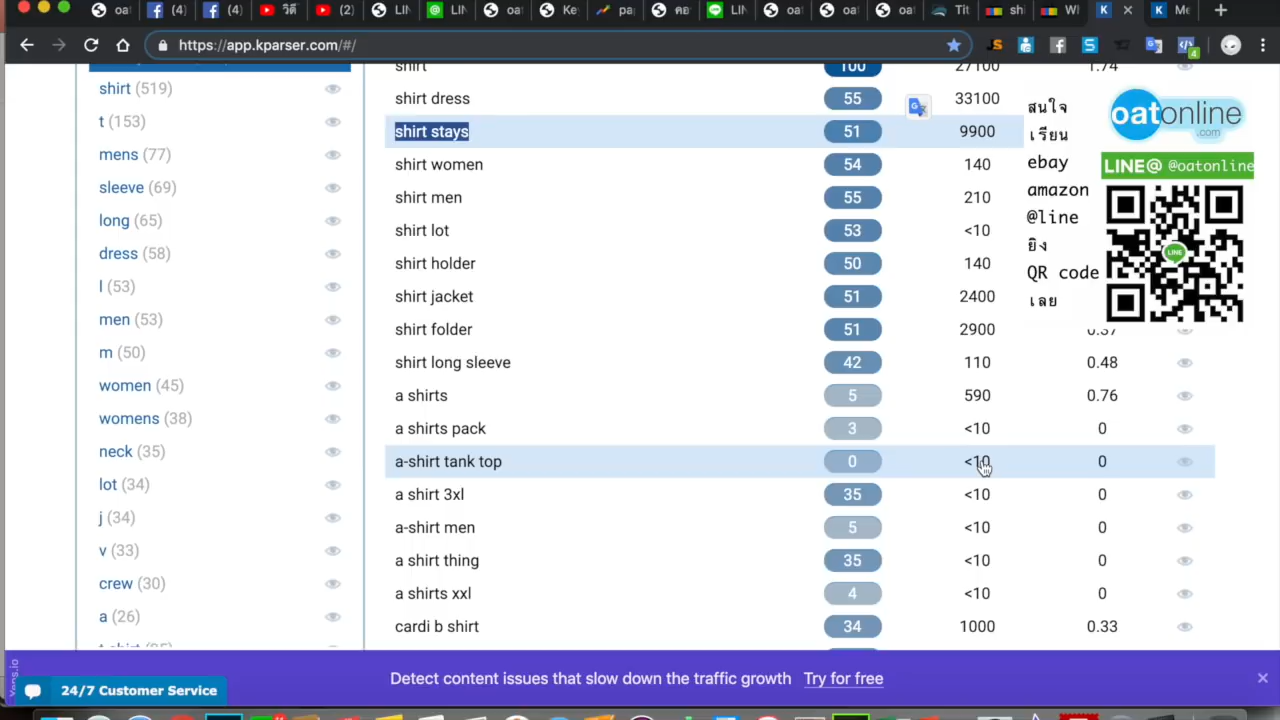 (4)
(4)
(2)
https://app.kparser.com/#/
shirt 100 27100 1.74
shirt (519)
t (153)
mens (77)
sleeve (69)
long (65)
dress (58)
l (53)
men (53)
m (50)
women (45)
womens (38)
neck (35)
lot (34)
j (34)
v (33)
crew (30)
a (26)
shirt dress 55 33100
shirt stays 51 9900
shirt women 54 140
shirt men 55 210
shirt lot 53 <10
shirt holder 50 140
shirt jacket 51 2400
shirt folder 51 2900 0.37
shirt long sleeve 42 110 0.48
a shirts 5 590 0.76
a shirts pack 3 <10 0
a-shirt tank top 0 <10 0
a shirt 3xl 35 <10 0
a-shirt men 5 <10 0
a shirt thing 35 <10 0
a shirts xxl 4 <10 0
cardi b shirt 34 1000 0.33
สนใจ
เรียน
ebay
amazon
@line
ยิง
QR code
เลย
oatonline
.com
LINE@ @oatonline
LINE
Detect content issues that slow down the traffic growth Try for free
24/7 Customer Service